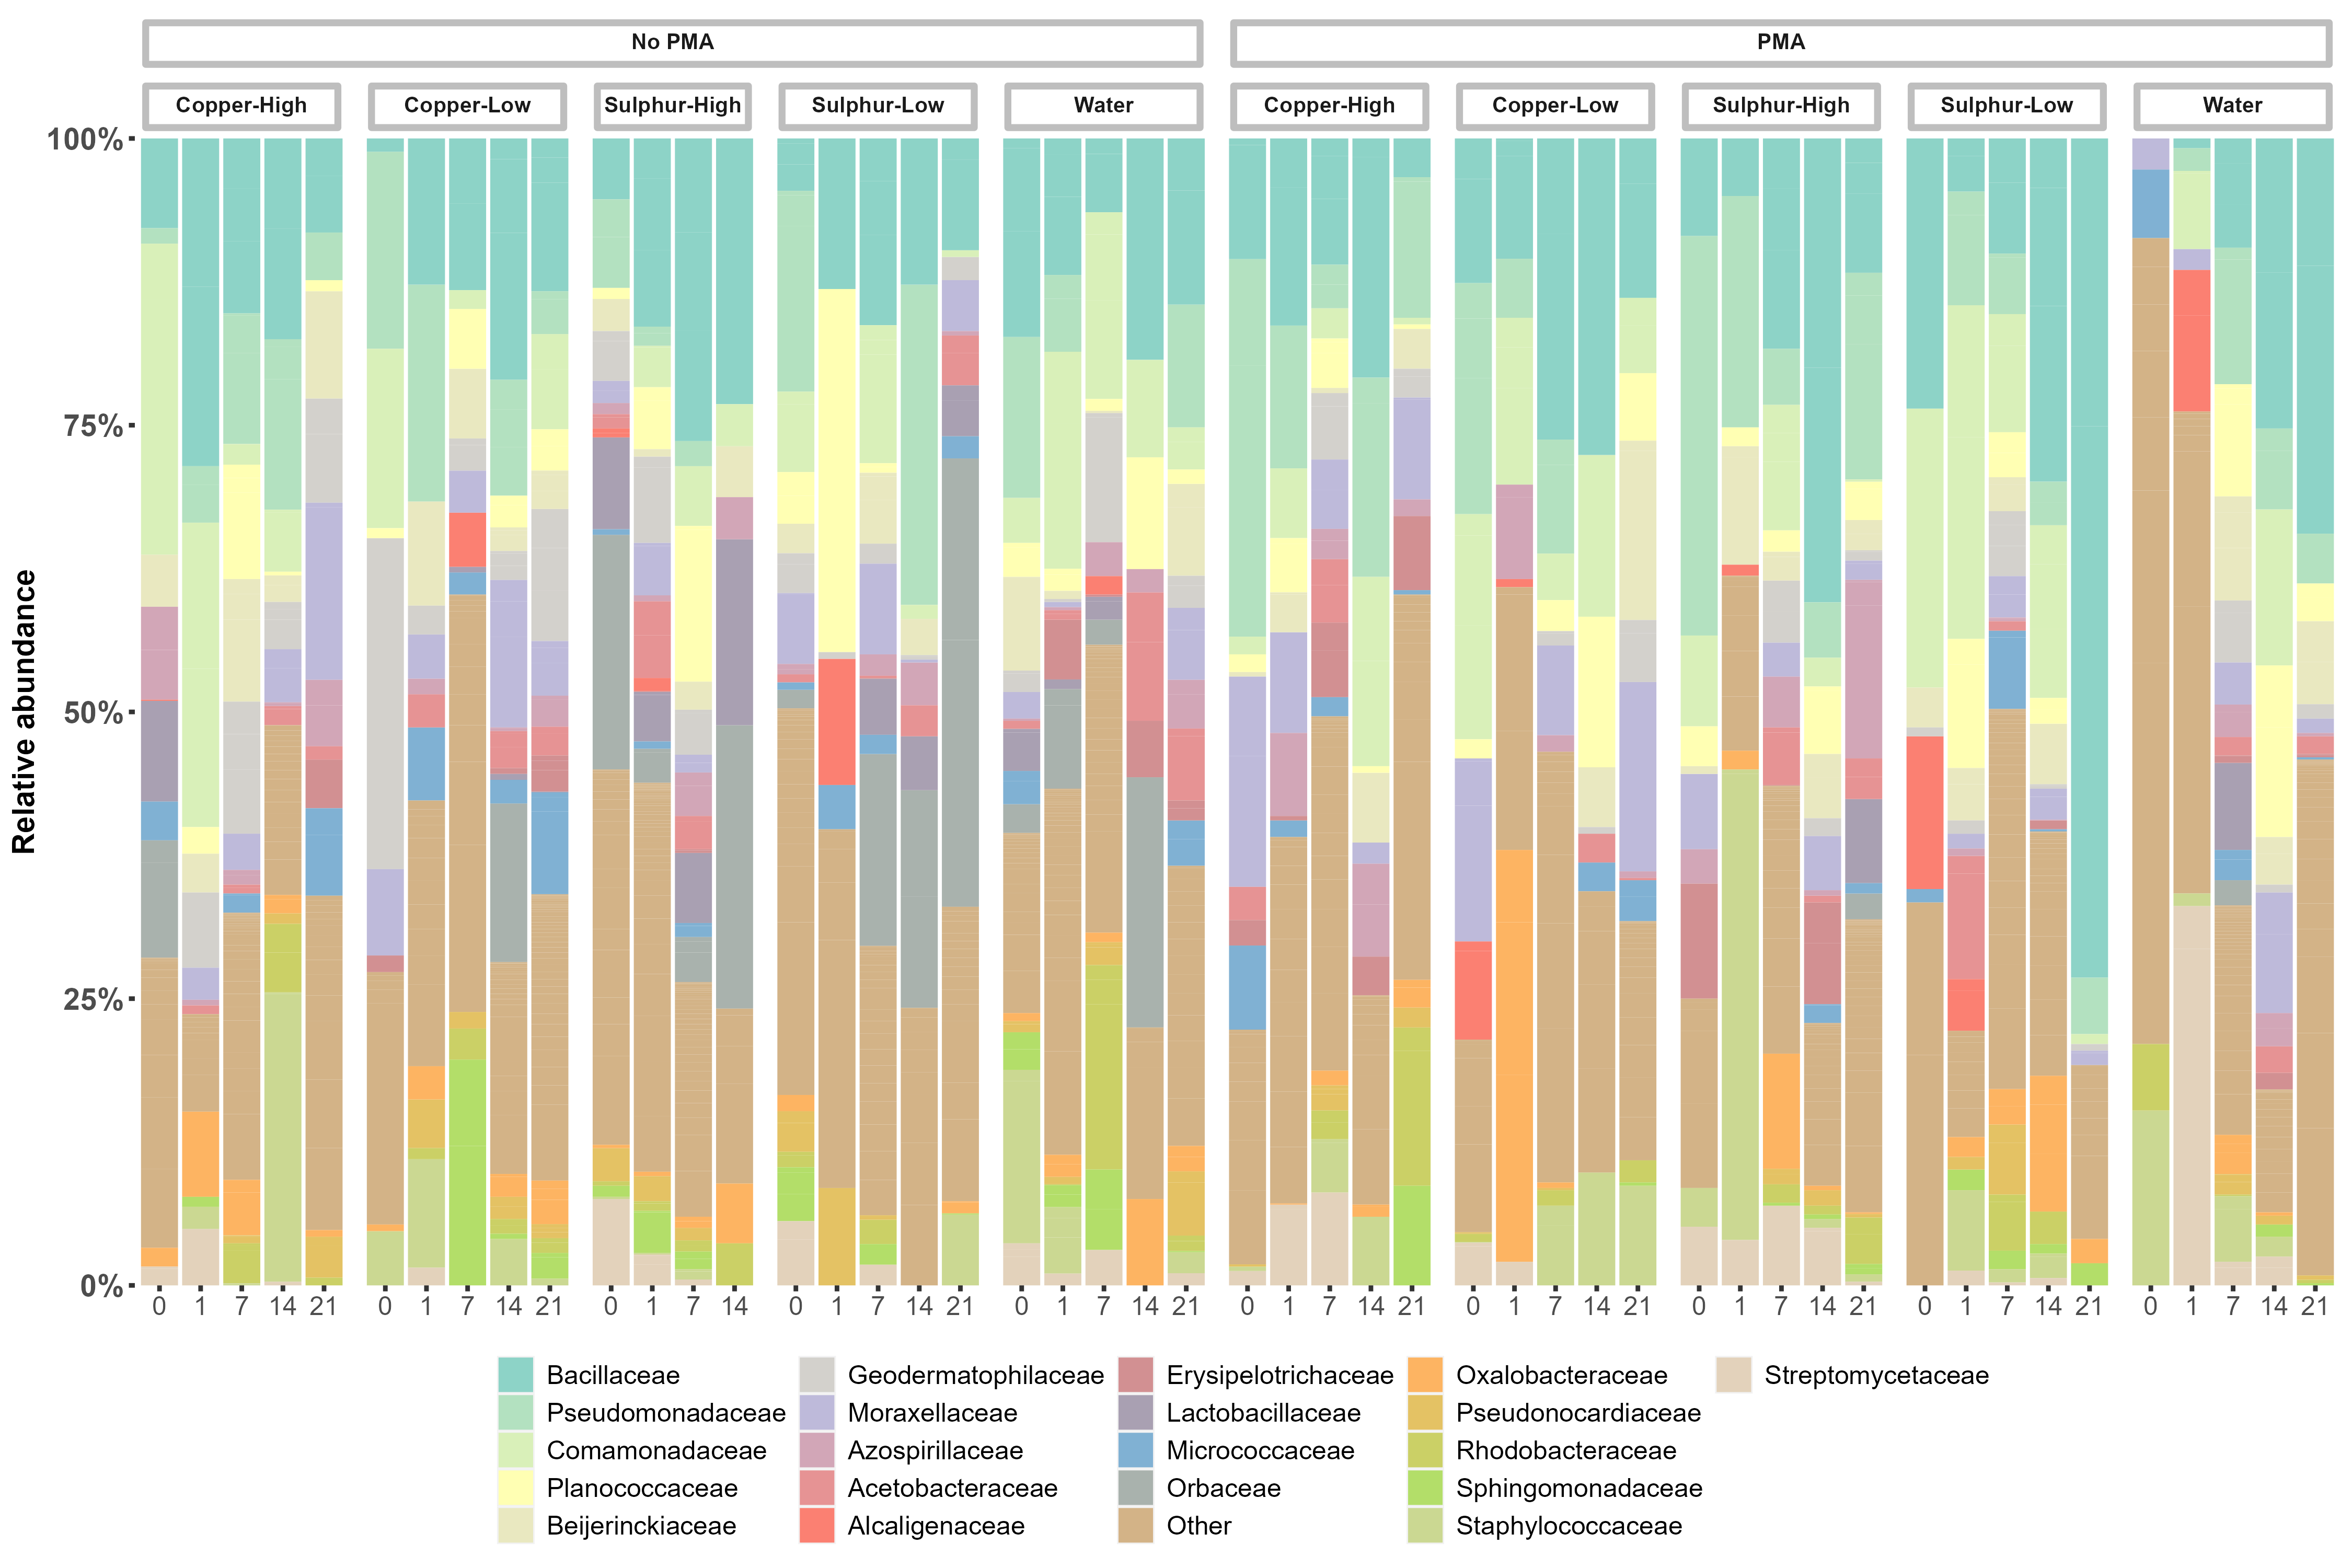 No PMA PMA
Copper-High Copper-Low Sulphur-High Sulphur-Low Water Copper-High Copper-Low Sulphur-High Sulphur-Low Water
100%
75%
50%
25%
0%
Relative abundance
0 1 7 14 21 0 1 7 14 21 0 1 7 14 0 1 7 14 21 0 1 7 14 21 0 1 7 14 21 0 1 7 14 21 0 1 7 14 21 0 1 7 14 21 0 1 7 14 21
Bacillaceae Geodermatophilaceae Erysipelotrichaceae Oxalobacteraceae Streptomycetaceae
Pseudomonadaceae Moraxellaceae Lactobacillaceae Pseudonocardiaceae
Comamonadaceae Azospirillaceae Micrococcaceae Rhodobacteraceae
Planococcaceae Acetobacteraceae Orbaceae Sphingomonadaceae
Beijerinckiaceae Alcaligenaceae Other Staphylococcaceae